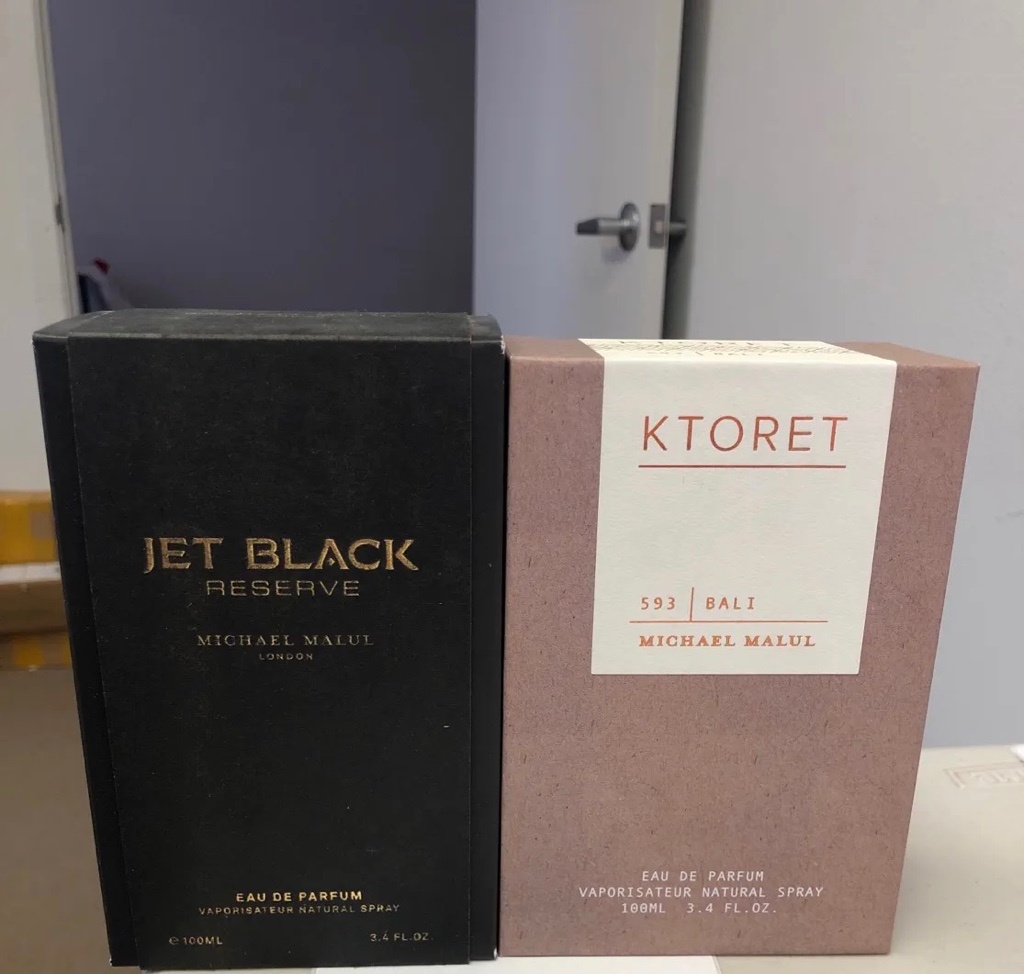 JET BLACK
RESERVE
MICHAEL MALUL
LONDON
EAU DE PARFUM
VAPORISATEUR NATURAL SPRAY
℮ 100ML 3.4 FL.OZ.
KTORET
593 | BALI
MICHAEL MALUL
EAU DE PARFUM
VAPORISATEUR NATURAL SPRAY
100ML 3.4 FL.OZ.